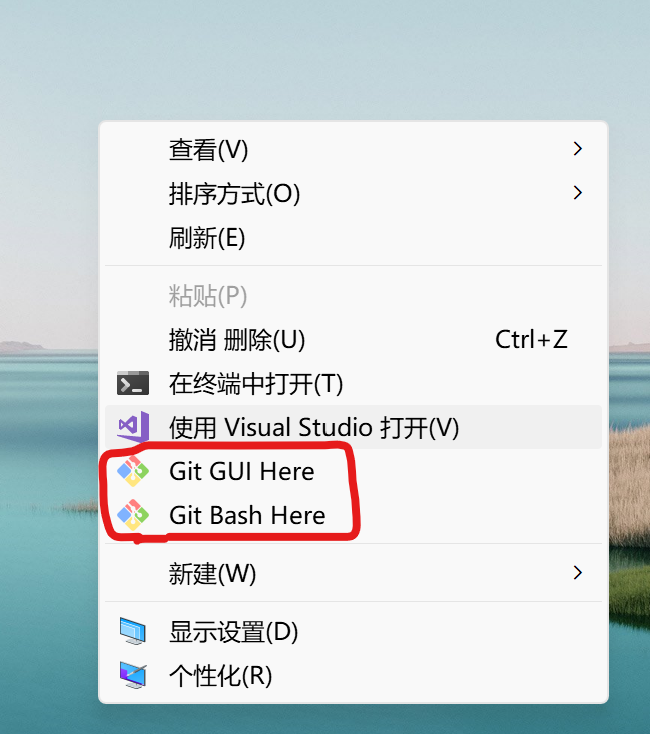 查看(V)
排序方式(O)
刷新(E)
粘贴(P)
撤消 删除(U) Ctrl+Z
在终端中打开(T)
使用 Visual Studio 打开(V)
Git GUI Here
Git Bash Here
新建(W)
显示设置(D)
个性化(R)